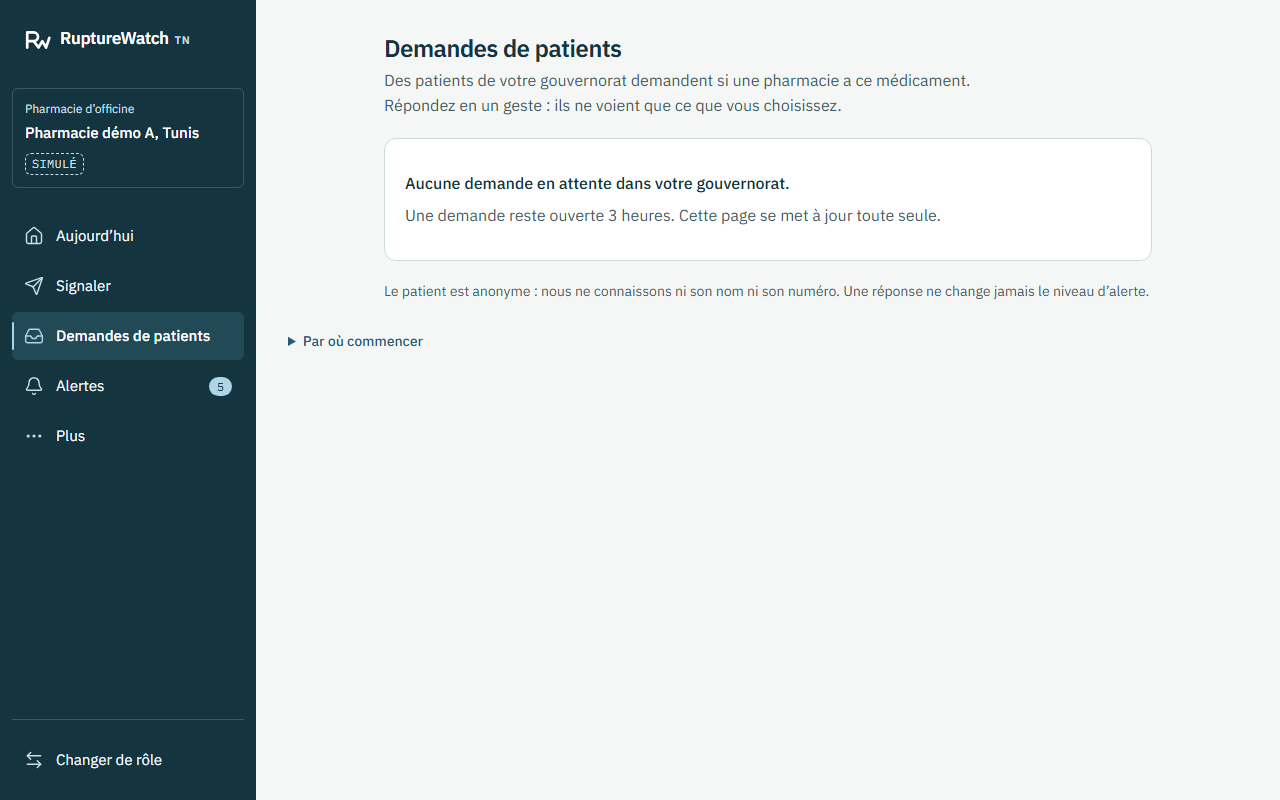 RuptureWatch TN
Pharmacie d’officine
Pharmacie démo A, Tunis
SIMULÉ
Aujourd’hui
Signaler
Demandes de patients
Alertes 5
Plus
Changer de rôle
Demandes de patients
Des patients de votre gouvernorat demandent si une pharmacie a ce médicament.
Répondez en un geste : ils ne voient que ce que vous choisissez.
Aucune demande en attente dans votre gouvernorat.
Une demande reste ouverte 3 heures. Cette page se met à jour toute seule.
Le patient est anonyme : nous ne connaissons ni son nom ni son numéro. Une réponse ne change jamais le niveau d’alerte.
Par où commencer